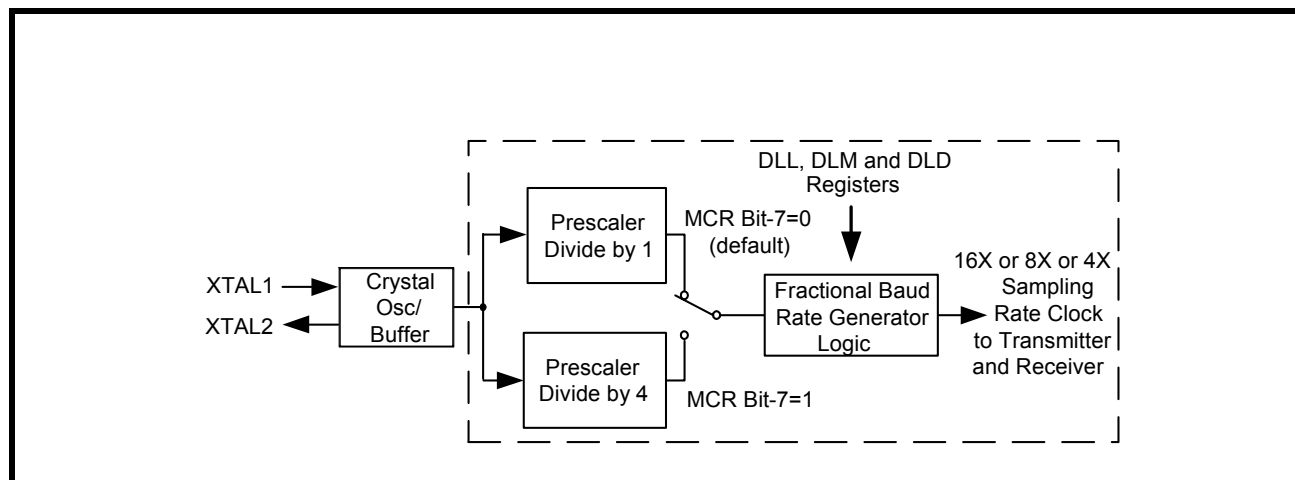 XTAL1
XTAL2
Crystal
Osc/
Buffer
Prescaler
Divide by 1
Prescaler
Divide by 4
MCR Bit-7=0
(default)
MCR Bit-7=1
DLL, DLM and DLD
Registers
Fractional Baud
Rate Generator
Logic
16X or 8X or 4X
Sampling
Rate Clock
to Transmitter
and Receiver